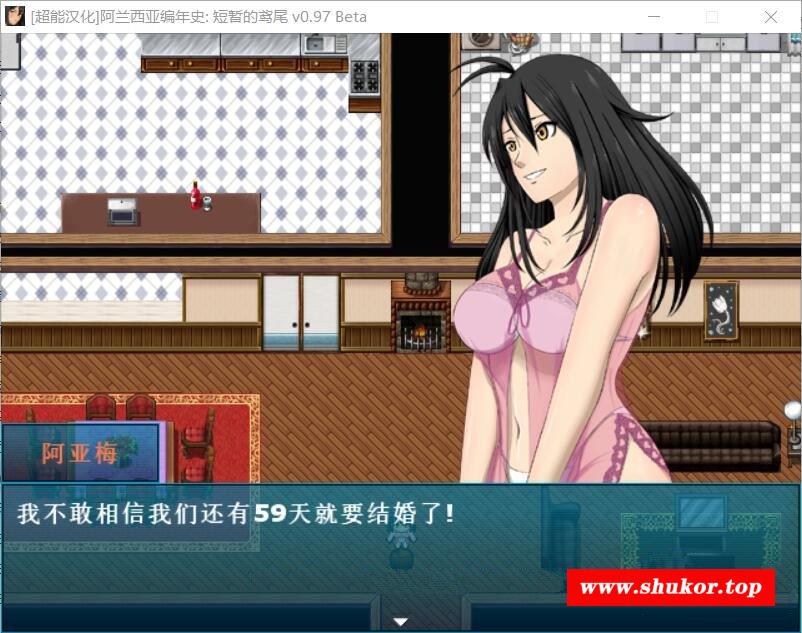 [超能汉化]阿兰西亚编年史: 短暂的鸢尾 v0.97 Beta
阿亚梅
我不敢相信我们还有59天就要结婚了!
www.shukor.top